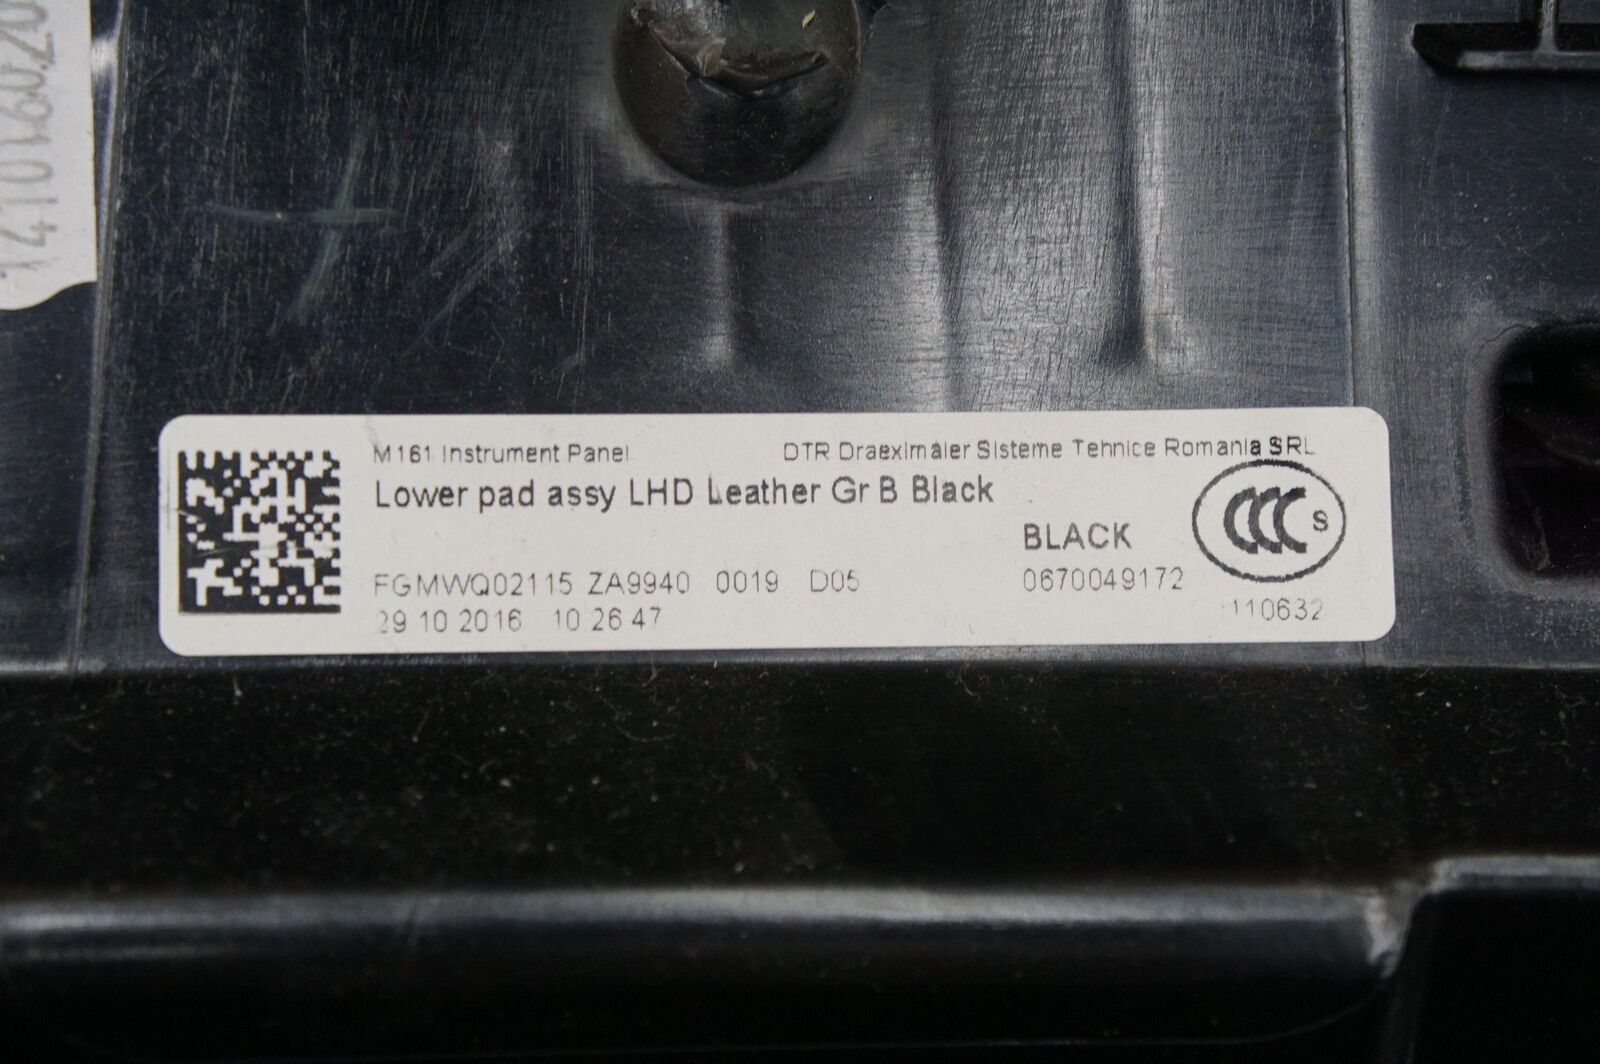 M161 Instrument Panel DTR Draexlmaier Sisteme Tehnice Romania SRL
Lower pad assy LHD Leather Gr B Black
BLACK
CCC S
FGMWQ02115 ZA9940 0019 D05 0670049172
29 10 2016 10 26 47 110632